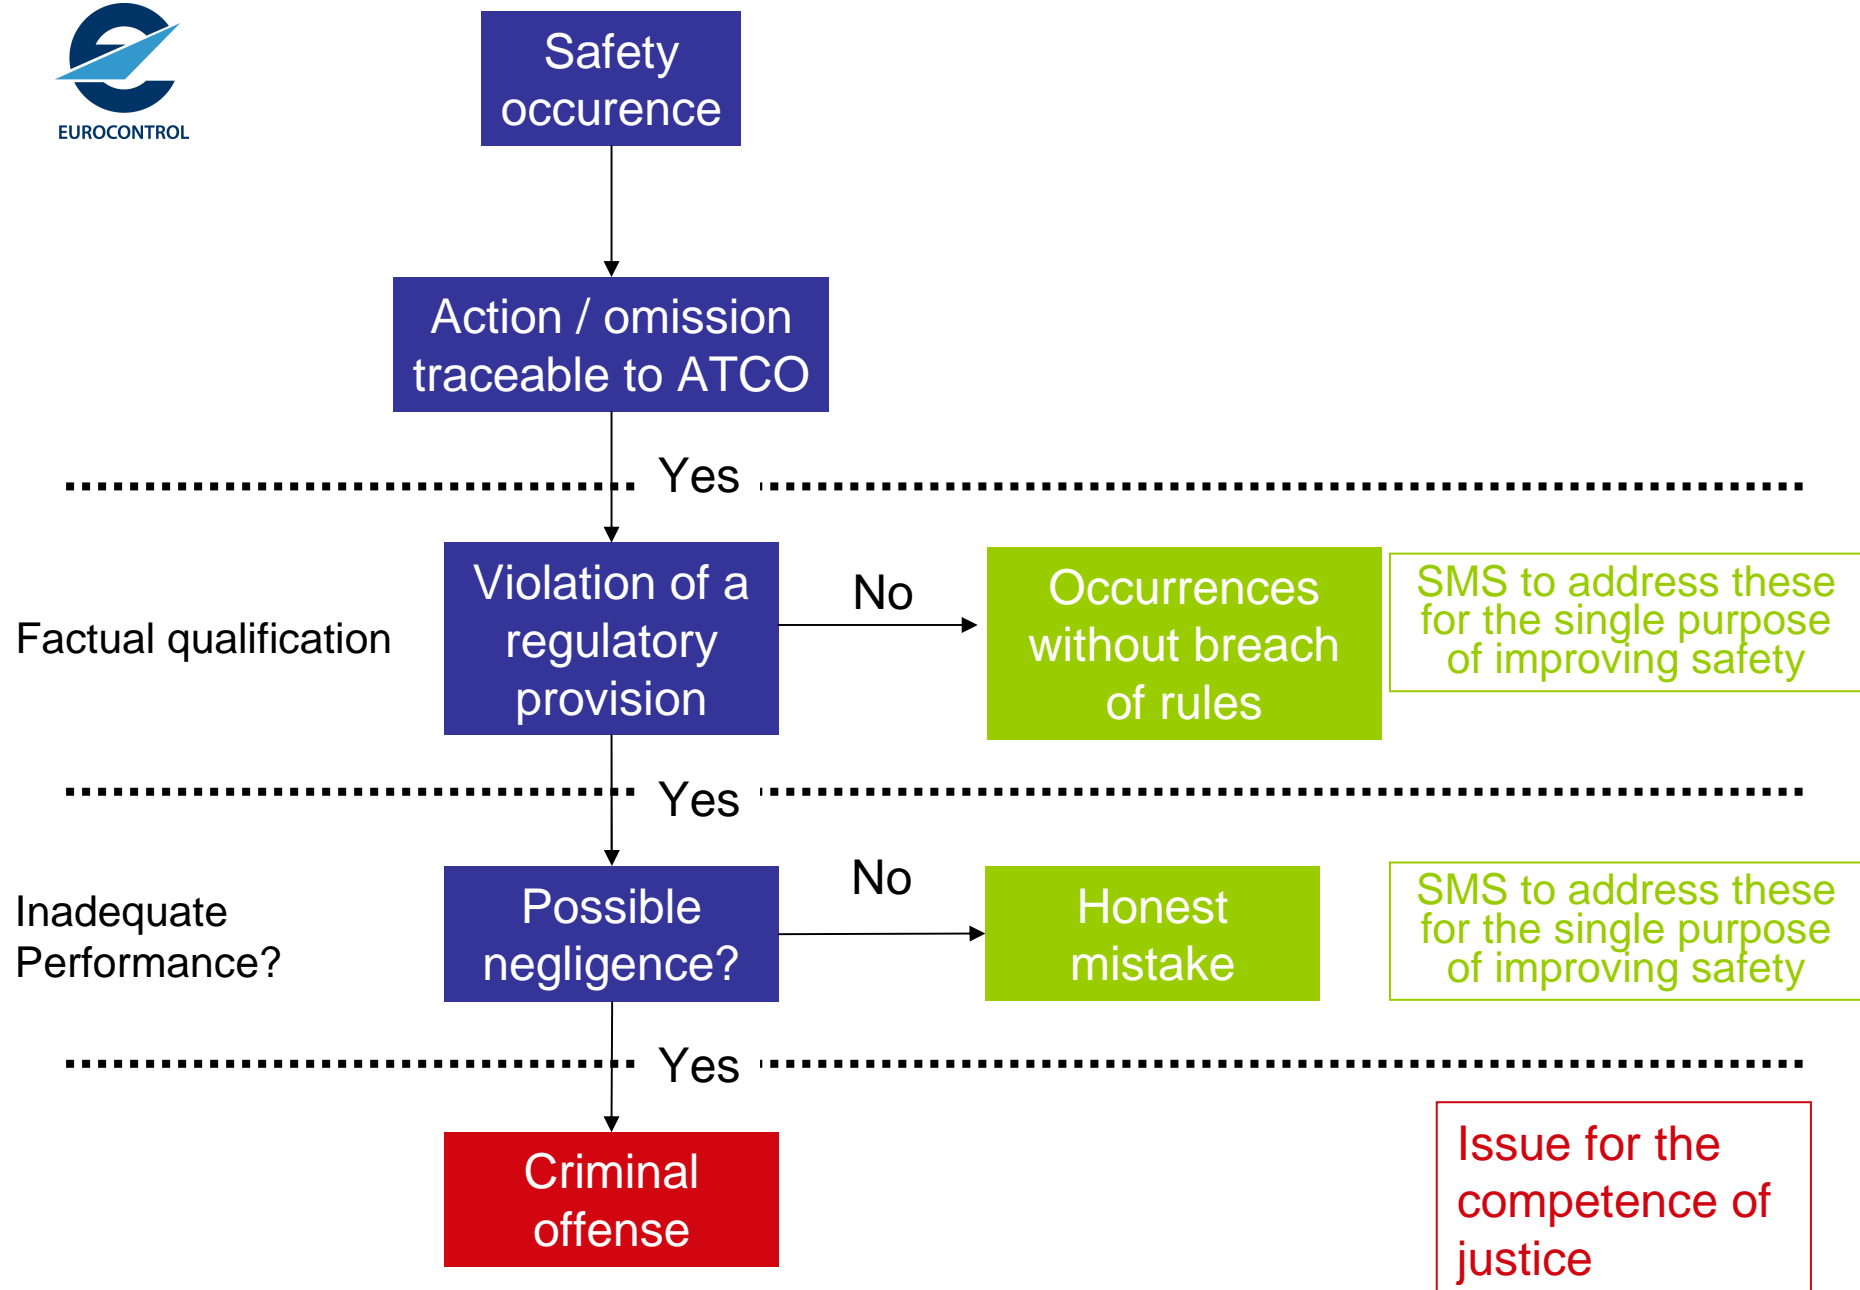 EUROCONTROL
Safety
occurence
Action / omission
traceable to ATCO
Yes
Factual qualification
Violation of a
regulatory
provision
No
Occurrences
without breach
of rules
SMS to address these
for the single purpose
of improving safety
Yes
Inadequate
Performance?
Possible
negligence?
No
Honest
mistake
SMS to address these
for the single purpose
of improving safety
Yes
Criminal
offense
Issue for the
competence of
justice